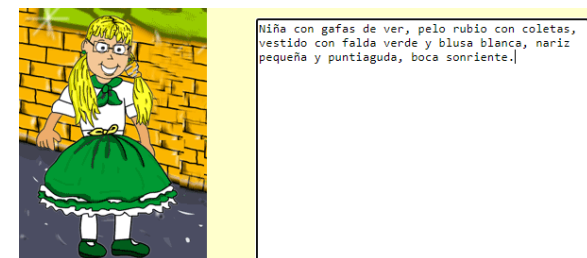 Niña con gafas de ver, pelo rubio con coletas,
vestido con falda verde y blusa blanca, nariz
pequeña y puntiaguda, boca sonriente.